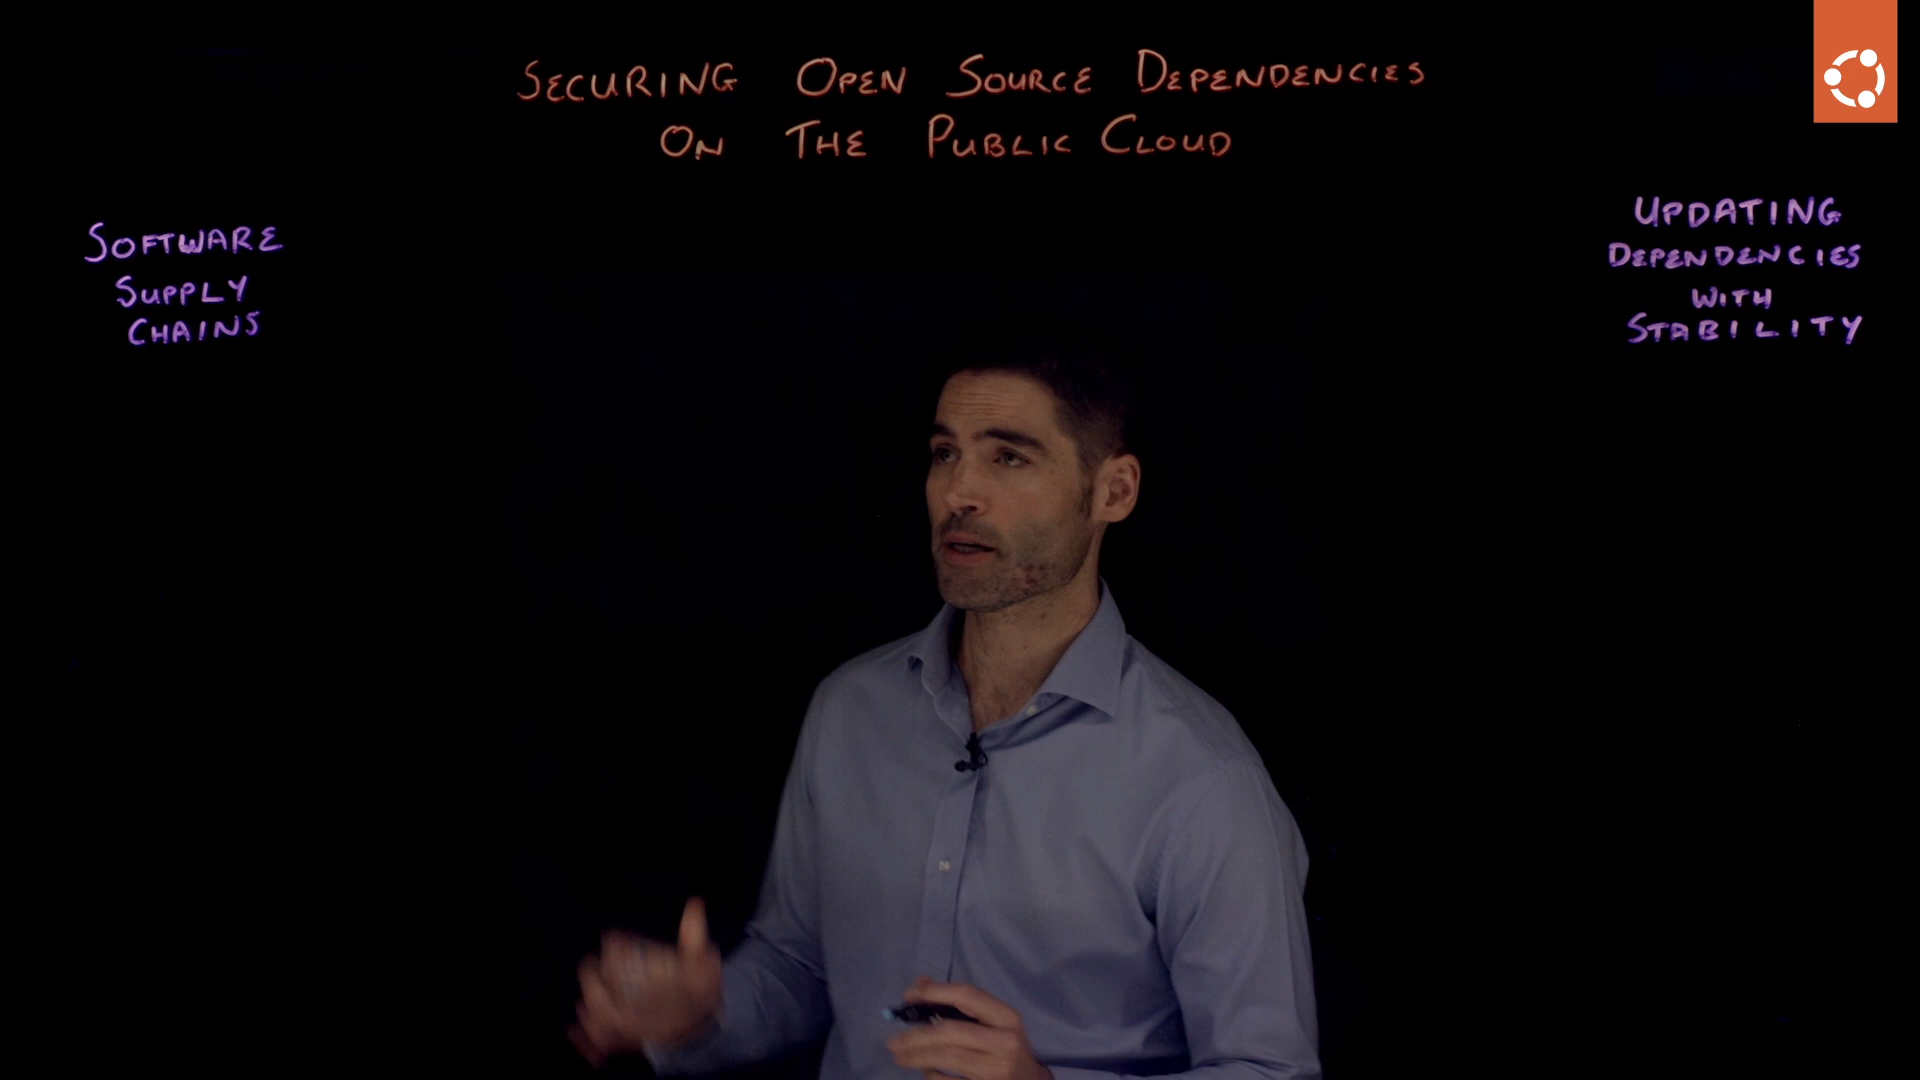 SECURING OPEN SOURCE DEPENDENCIES
ON THE PUBLIC CLOUD
SOFTWARE
SUPPLY
CHAINS
UPDATING
DEPENDENCIES
WITH
STABILITY